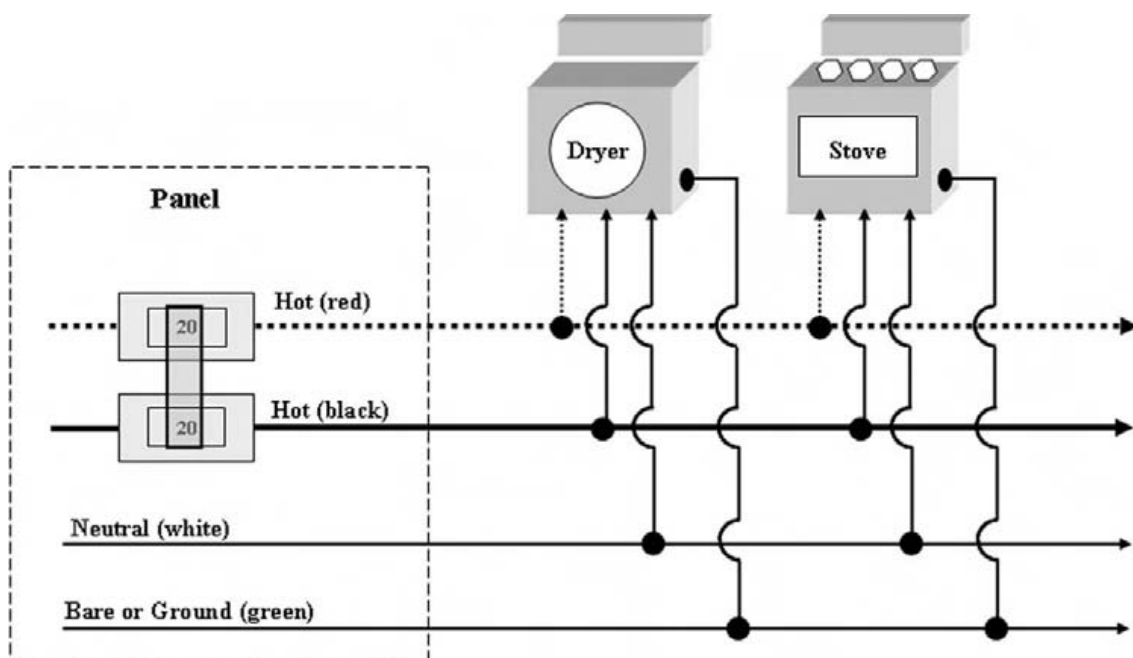 Dryer
Stove
Panel
Hot (red)
20
Hot (black)
20
Neutral (white)
Bare or Ground (green)